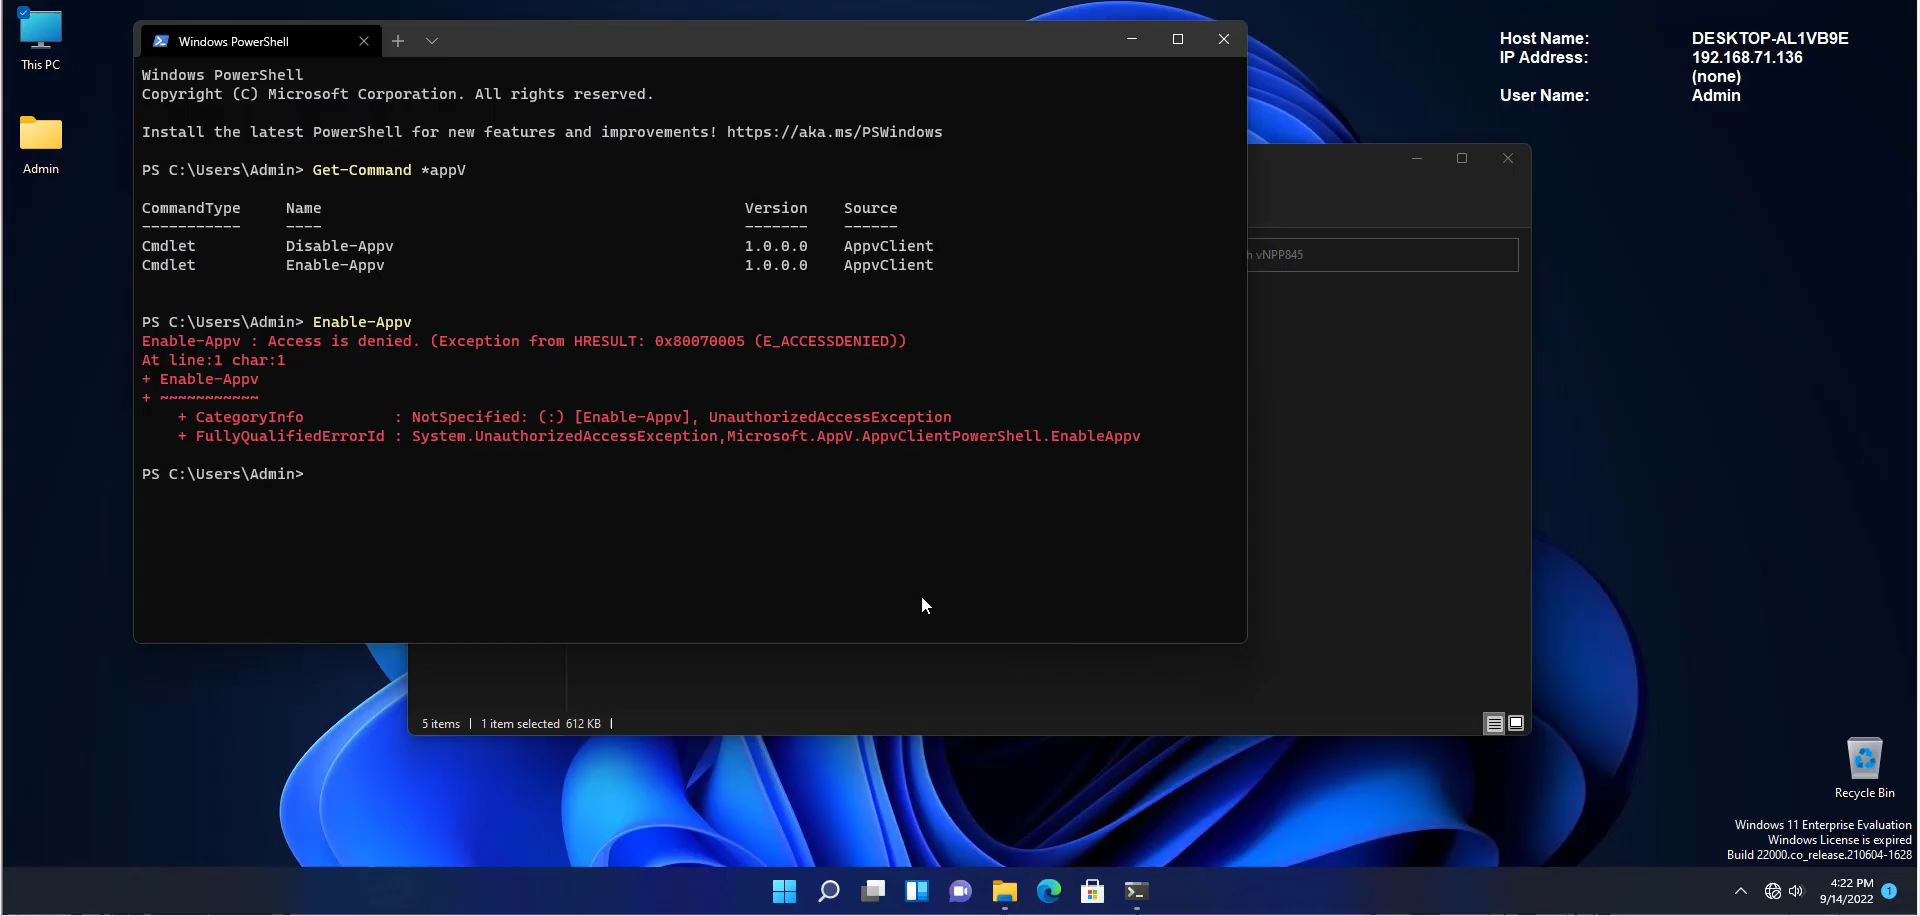 This PC
Admin
Windows PowerShell
Windows PowerShell
Copyright (C) Microsoft Corporation. All rights reserved.
Install the latest PowerShell for new features and improvements! https://aka.ms/PSWindows
PS C:\Users\Admin> Get-Command *appV
CommandType     Name                                               Version    Source
-----------     ----                                               -------    ------
Cmdlet          Disable-Appv                                       1.0.0.0    AppvClient
Cmdlet          Enable-Appv                                        1.0.0.0    AppvClient
PS C:\Users\Admin> Enable-Appv
Enable-Appv : Access is denied. (Exception from HRESULT: 0x80070005 (E_ACCESSDENIED))
At line:1 char:1
+ Enable-Appv
+ ~~~~~~~~~~~
    + CategoryInfo          : NotSpecified: (:) [Enable-Appv], UnauthorizedAccessException
    + FullyQualifiedErrorId : System.UnauthorizedAccessException,Microsoft.AppV.AppvClientPowerShell.EnableAppv
PS C:\Users\Admin>
Host Name: DESKTOP-AL1VB9E
IP Address: 192.168.71.136
(none)
User Name: Admin
h vNPP845
5 items | 1 item selected 612 KB |
Recycle Bin
Windows 11 Enterprise Evaluation
Windows License is expired
Build 22000.co_release.210604-1628
4:22 PM
9/14/2022
1